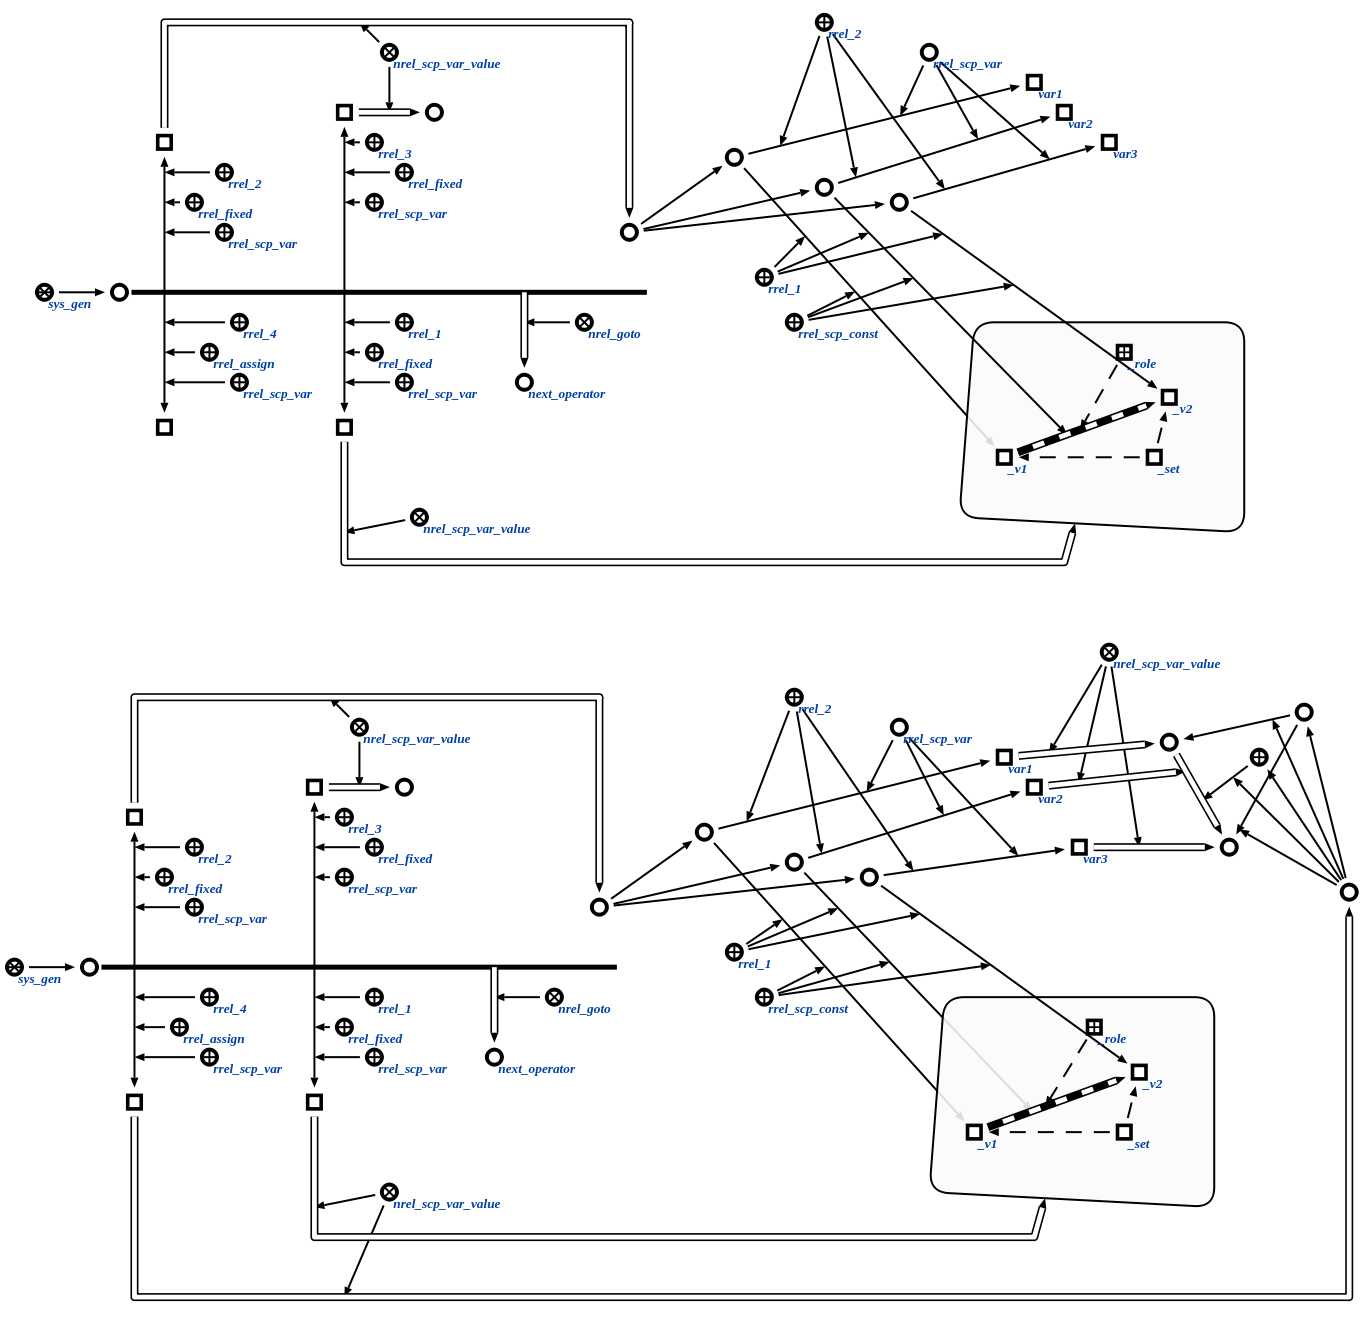 rrel_2
nrel_scp_var_value
rrel_scp_var
var1
var2
rrel_3
var3
rrel_2
rrel_fixed
rrel_fixed
rrel_scp_var
rrel_scp_var
rrel_1
sys_gen
rrel_4
rrel_1
nrel_goto
rrel_scp_const
rrel_assign
rrel_fixed
_role
rrel_scp_var
rrel_scp_var
next_operator
_v2
_v1
_set
nrel_scp_var_value
nrel_scp_var_value
rrel_2
nrel_scp_var_value
rrel_scp_var
var1
var2
rrel_3
rrel_2
rrel_fixed
var3
rrel_fixed
rrel_scp_var
rrel_scp_var
rrel_1
sys_gen
rrel_4
rrel_1
nrel_goto
rrel_scp_const
rrel_assign
rrel_fixed
_role
rrel_scp_var
rrel_scp_var
next_operator
_v2
_v1
_set
nrel_scp_var_value